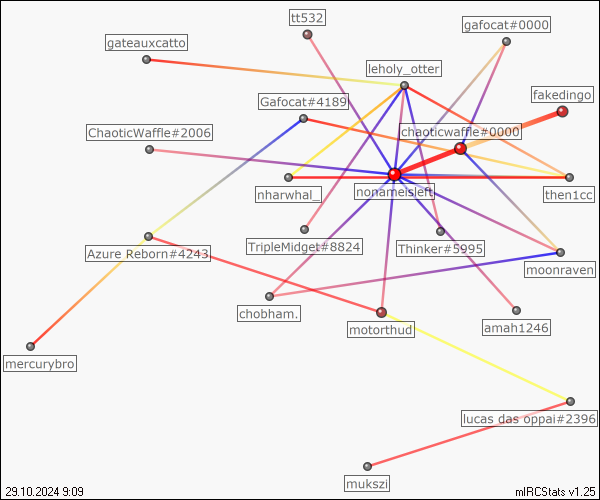 tt532
gafocat#0000
gateauxcatto
leholy_otter
fakedingo
Gafocat#4189
ChaoticWaffle#2006
chaoticwaffle#0000
nharwhal_
nonameisleft
then1cc
TripleMidget#8824
Thinker#5995
Azure Reborn#4243
moonraven
chobham.
motorthud
amah1246
mercurybro
lucas das oppai#2396
mukszi
29.10.2024 9:09
mIRCStats v1.25